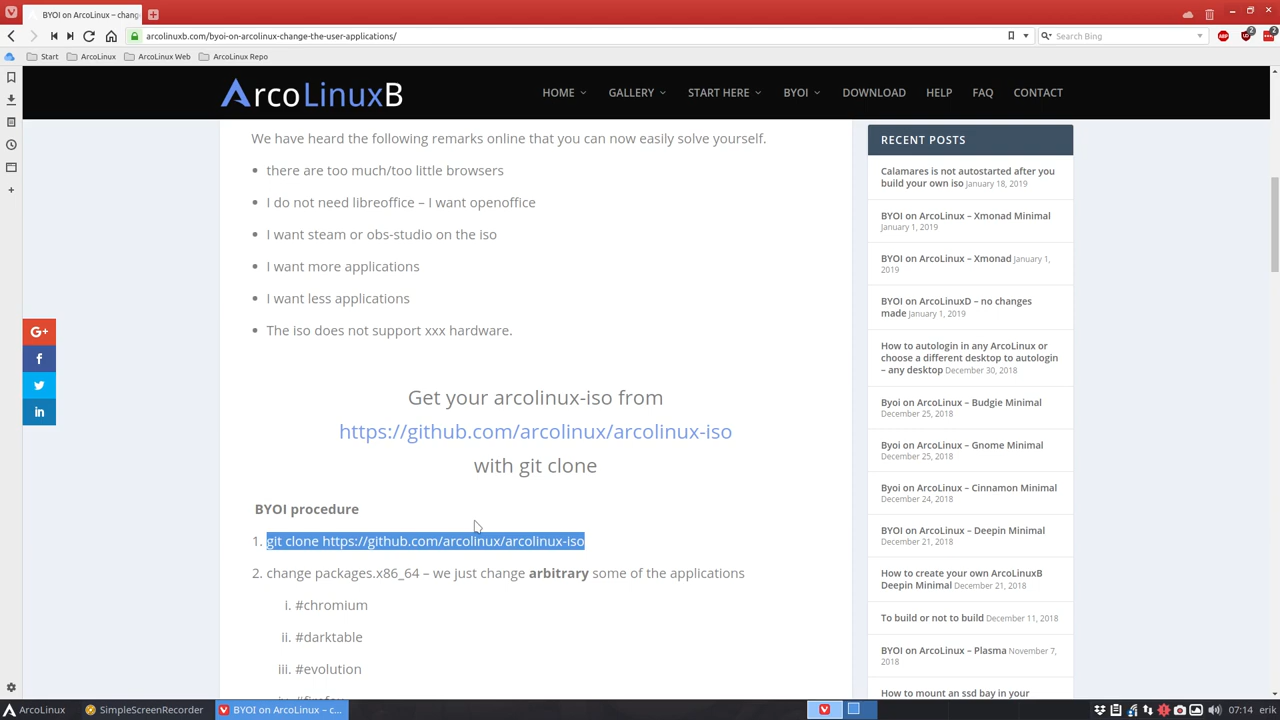 BYOI on ArcoLinux – chang
arcolinuxb.com/byoi-on-arcolinux-change-the-user-applications/
Search Bing
2
2
Start
ArcoLinux
ArcoLinux Web
ArcoLinux Repo
ArcoLinuxB
HOME
GALLERY
START HERE
BYOI
DOWNLOAD
HELP
FAQ
CONTACT
We have heard the following remarks online that you can now easily solve yourself.
• there are too much/too little browsers
• I do not need libreoffice – I want openoffice
• I want steam or obs-studio on the iso
• I want more applications
• I want less applications
• The iso does not support xxx hardware.
Get your arcolinux-iso from
https://github.com/arcolinux/arcolinux-iso
with git clone
BYOI procedure
1. git clone https://github.com/arcolinux/arcolinux-iso
2. change packages.x86_64 – we just change arbitrary some of the applications
i. #chromium
ii. #darktable
iii. #evolution
iv. #firefox
G+
f
in
RECENT POSTS
Calamares is not autostarted after you
build your own iso January 18, 2019
BYOI on ArcoLinux – Xmonad Minimal
January 1, 2019
BYOI on ArcoLinux – Xmonad January 1,
2019
BYOI on ArcoLinuxD – no changes
made January 1, 2019
How to autologin in any ArcoLinux or
choose a different desktop to autologin
– any desktop December 30, 2018
Byoi on ArcoLinux – Budgie Minimal
December 25, 2018
Byoi on ArcoLinux – Gnome Minimal
December 25, 2018
Byoi on ArcoLinux – Cinnamon Minimal
December 24, 2018
BYOI on ArcoLinux – Deepin Minimal
December 21, 2018
How to create your own ArcoLinuxB
Deepin Minimal December 21, 2018
To build or not to build December 11, 2018
BYOI on ArcoLinux – Plasma November 7,
2018
How to mount an ssd bay in your
ArcoLinux
SimpleScreenRecorder
BYOI on ArcoLinux – c...
07:14
erik